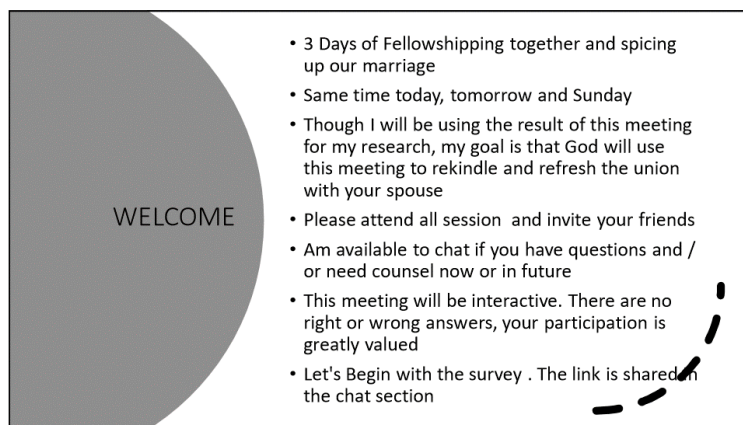 WELCOME
• 3 Days of Fellowshipping together and spicing
up our marriage
• Same time today, tomorrow and Sunday
• Though I will be using the result of this meeting
for my research, my goal is that God will use
this meeting to rekindle and refresh the union
with your spouse
• Please attend all session and invite your friends
• Am available to chat if you have questions and /
or need counsel now or in future
• This meeting will be interactive. There are no
right or wrong answers, your participation is
greatly valued
• Let's Begin with the survey . The link is shared in
the chat section